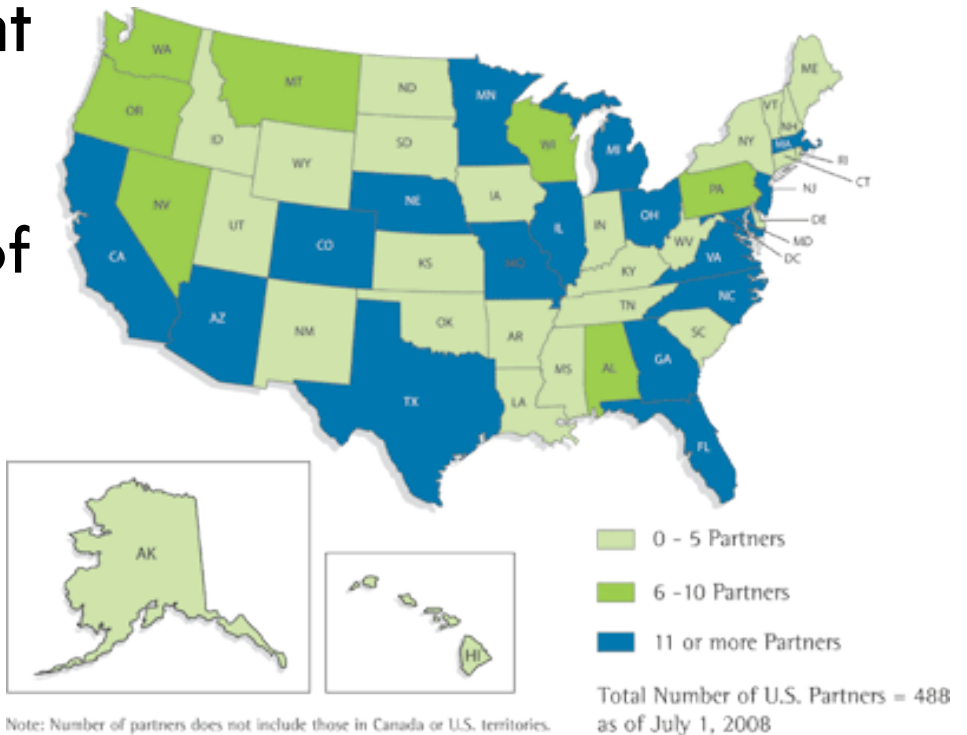 nt
of
WA
MT
ND
MN
ME
OR
ID
SD
WI
MI
NY
VT
NH
MA
RI
CT
WY
IA
PA
NJ
NV
NE
IL
IN
OH
DE
UT
CO
MO
WV
VA
MD
DC
CA
KS
KY
NC
AZ
NM
OK
AR
TN
SC
MS
AL
GA
TX
LA
FL
AK
HI
0 - 5 Partners
6 -10 Partners
11 or more Partners
Total Number of U.S. Partners = 488
as of July 1, 2008
Note: Number of partners does not include those in Canada or U.S. territories.